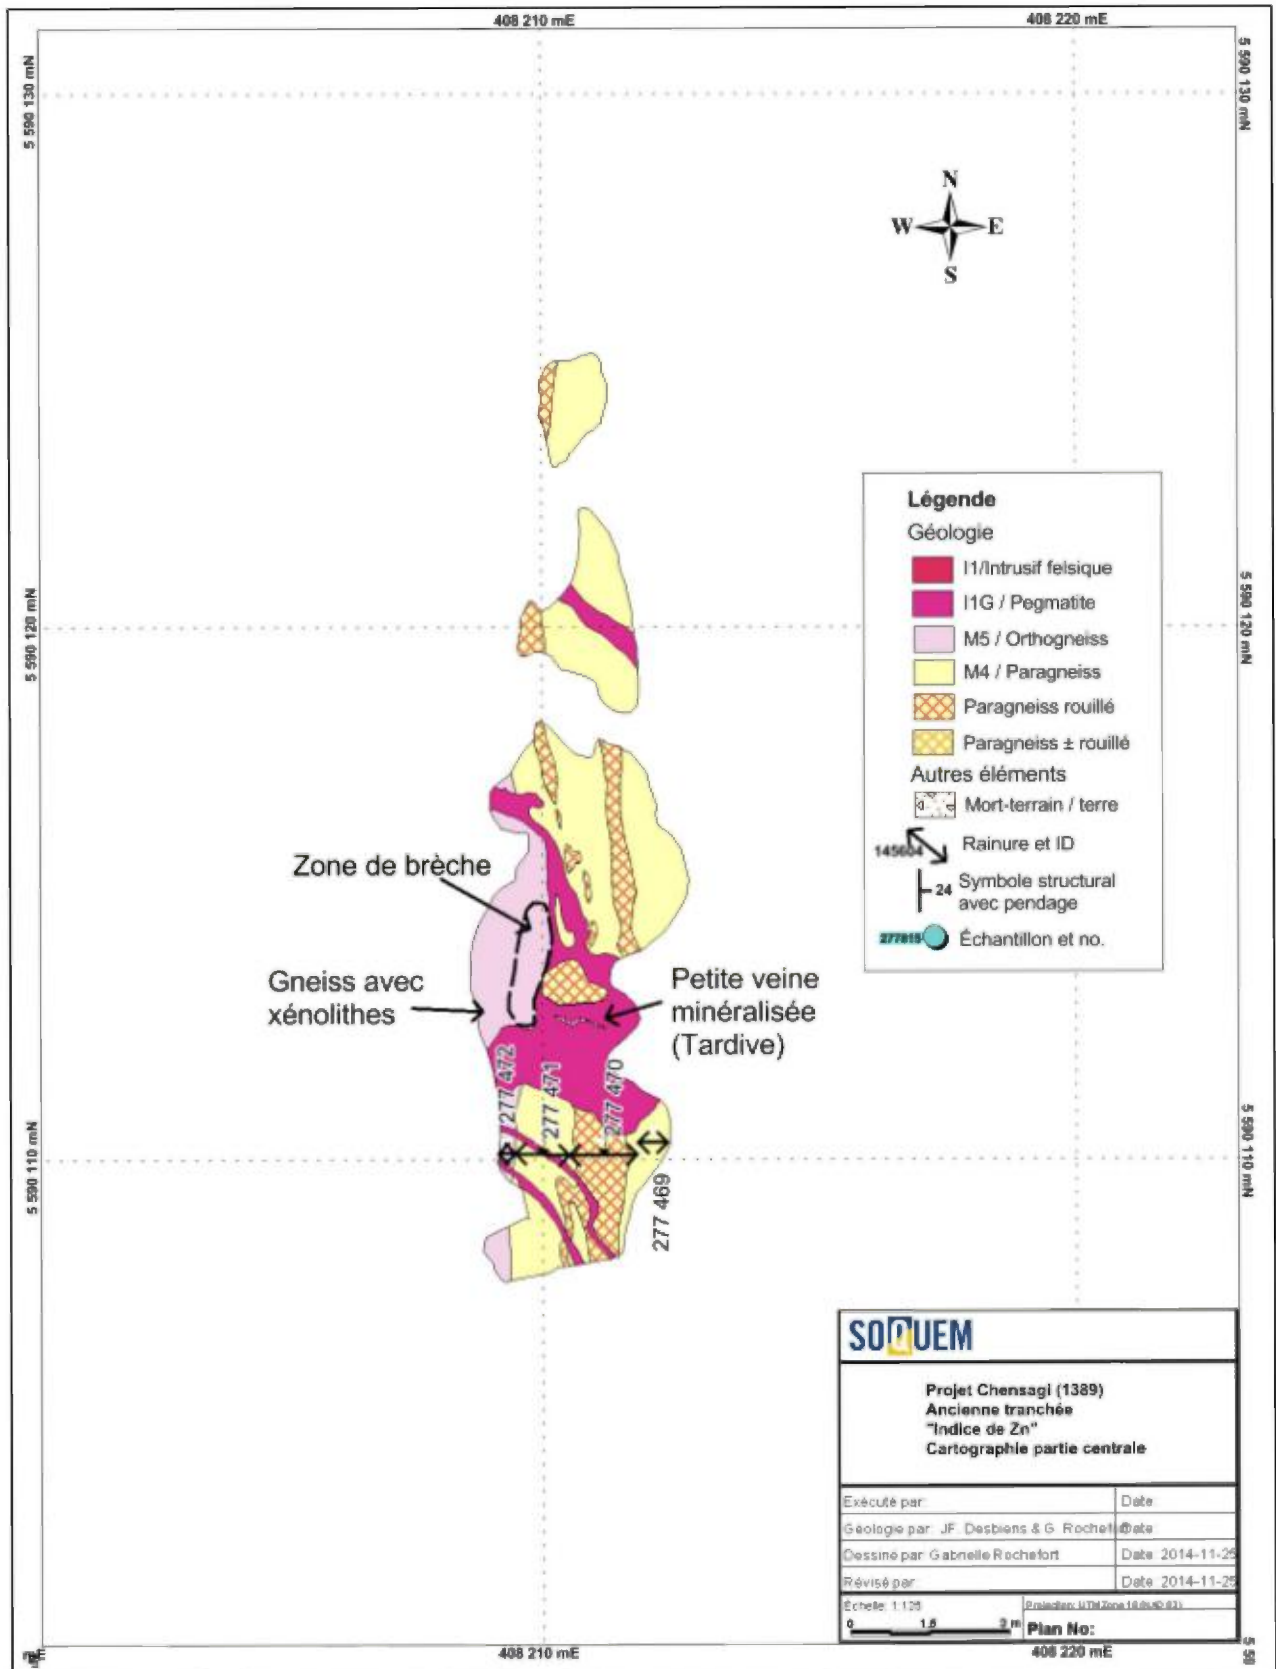 408 210 mE
408 220 mE
5 590 130 mN
5 590 130 mN
N
W
E
S
Légende
Géologie
I1/Intrusif felsique
I1G / Pegmatite
M5 / Orthogneiss
M4 / Paragneiss
Paragneiss rouillé
Paragneiss ± rouillé
Autres éléments
Mort-terrain / terre
145604
Rainure et ID
24
Symbole structural
avec pendage
277815
Échantillon et no.
5 590 120 mN
5 590 120 mN
Zone de brèche
Gneiss avec
xénolithes
Petite veine
minéralisée
(Tardive)
277 472
277 471
277 470
277 469
5 590 110 mN
5 590 110 mN
SOQUEM
Projet Chensagi (1389)
Ancienne tranchée
"Indice de Zn"
Cartographie partie centrale
Exécuté par:
Date
Géologie par: JF. Desbiens & G. Rochef
Date
Dessiné par: Gabrielle Rochefort
Date: 2014-11-25
Révisé par
Date: 2014-11-25
Échelle: 1:125
0 1.5 3 m
Plan No:
408 210 mE
408 220 mE